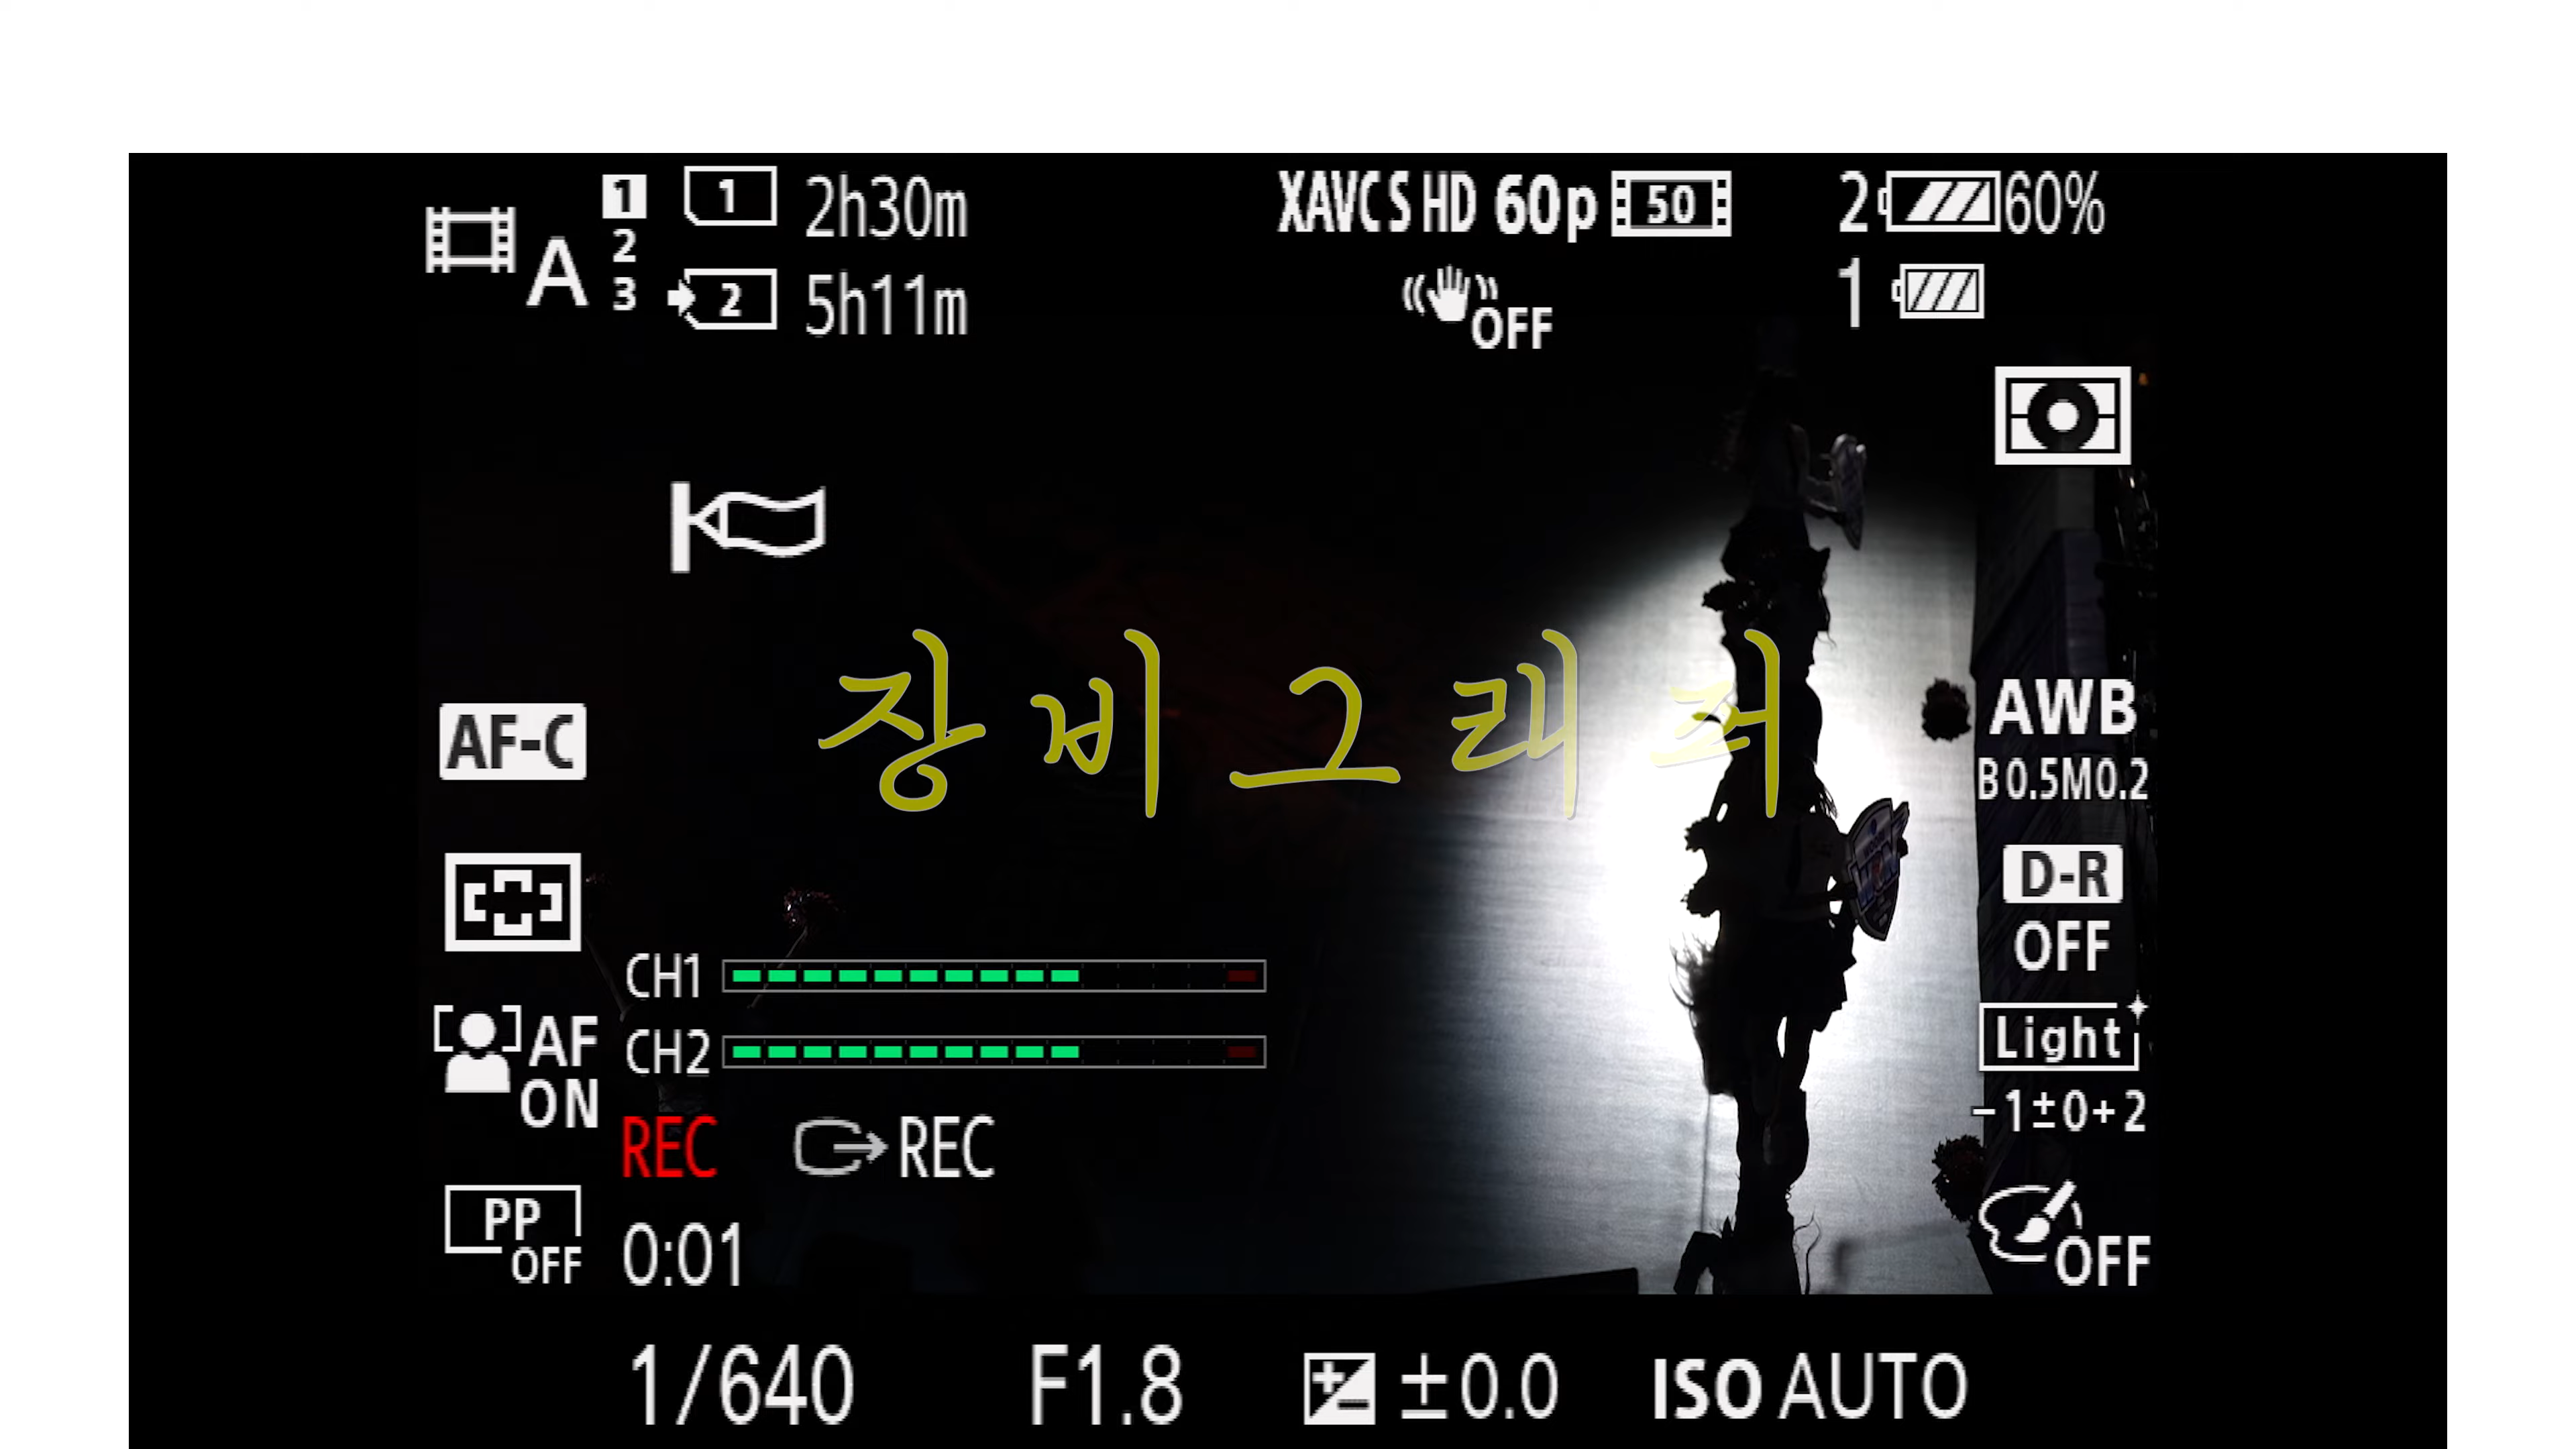 A
1
2
3
1 2h30m
2 5h11m
XAVC S HD 60p 50
OFF
2 60%
1
장비그래퍼
AF-C
AF ON
PP OFF
CH1
CH2
REC REC
0:01
AWB
B0.5M0.2
D-R
OFF
Light
-1±0+2
OFF
1/640 F1.8 ±0.0 ISO AUTO